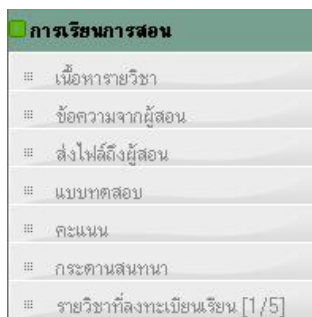 การเรียนการสอน
เนื้อหารายวิชา
ข้อความจากผู้สอน
ส่งไฟล์ถึงผู้สอน
แบบทดสอบ
คะแนน
กระดานสนทนา
รายวิชาที่ลงทะเบียนเรียน [1/5]